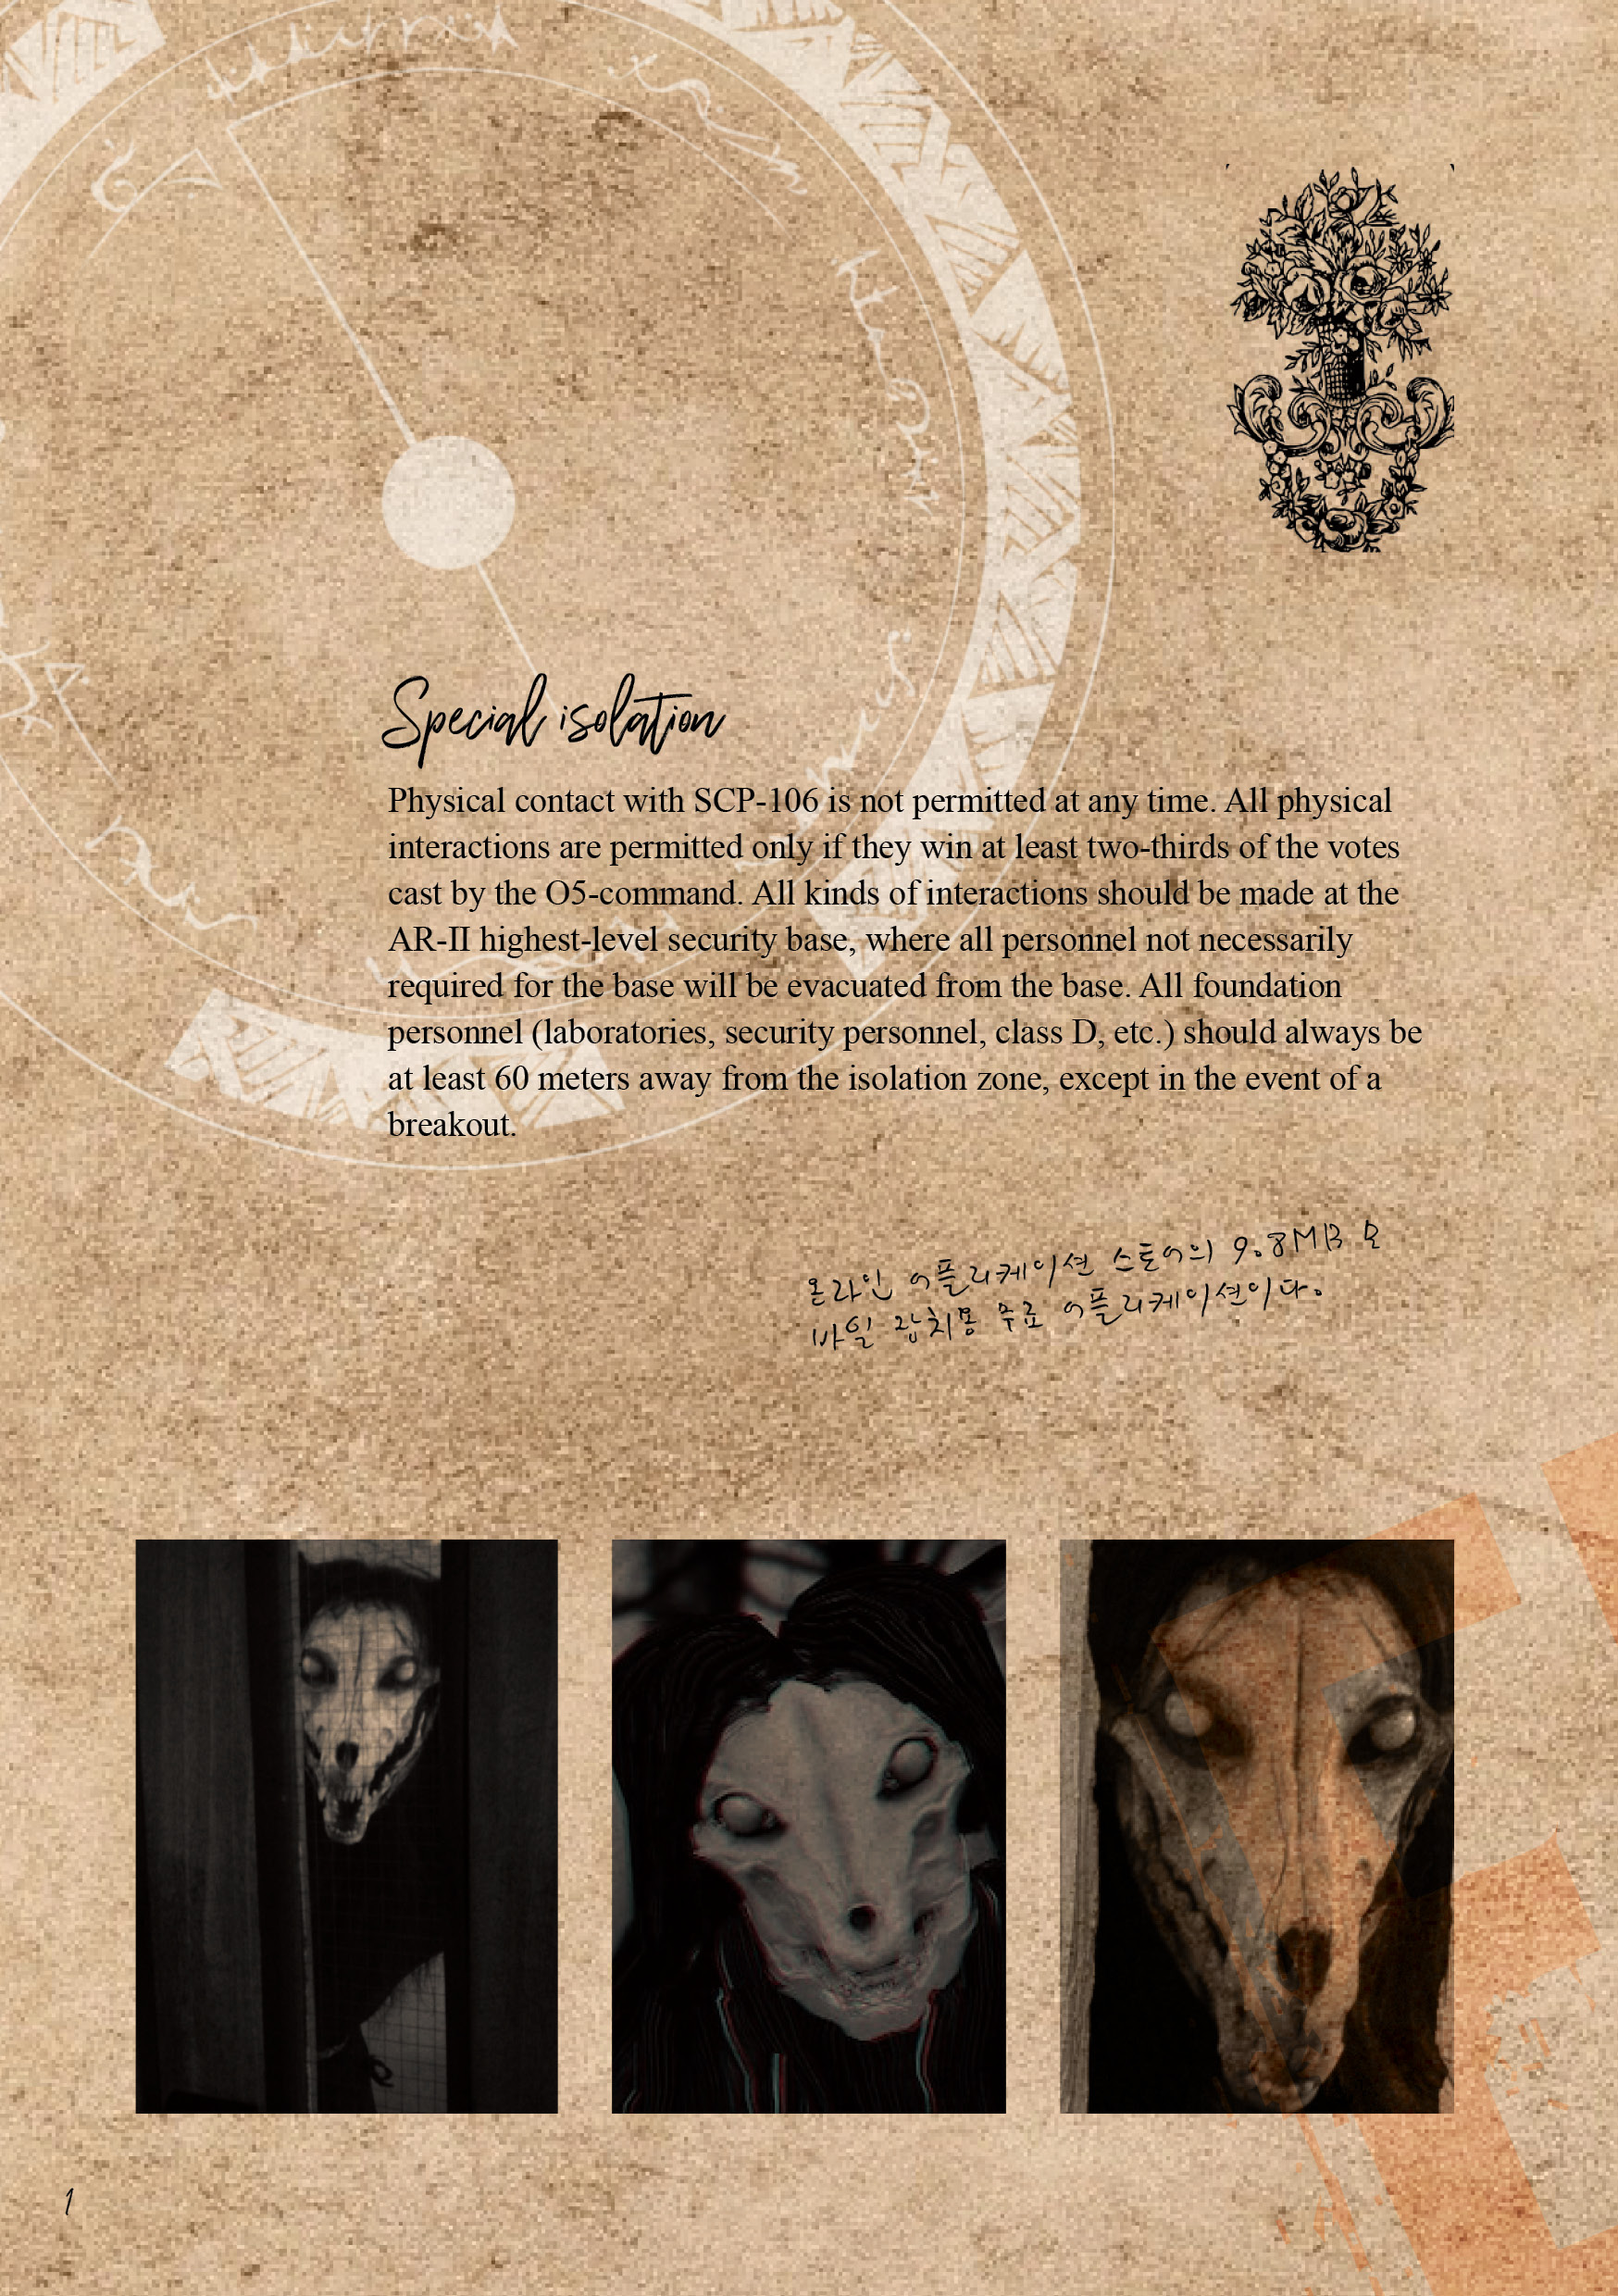 Special isolation
Physical contact with SCP-106 is not permitted at any time. All physical
interactions are permitted only if they win at least two-thirds of the votes
cast by the O5-command. All kinds of interactions should be made at the
AR-II highest-level security base, where all personnel not necessarily
required for the base will be evacuated from the base. All foundation
personnel (laboratories, security personnel, class D, etc.) should always be
at least 60 meters away from the isolation zone, except in the event of a
breakout.
온라인 어플리케이션 스토어의 9.8MB 모
바일 잡치몽 무료 어플리케이션이다.
1